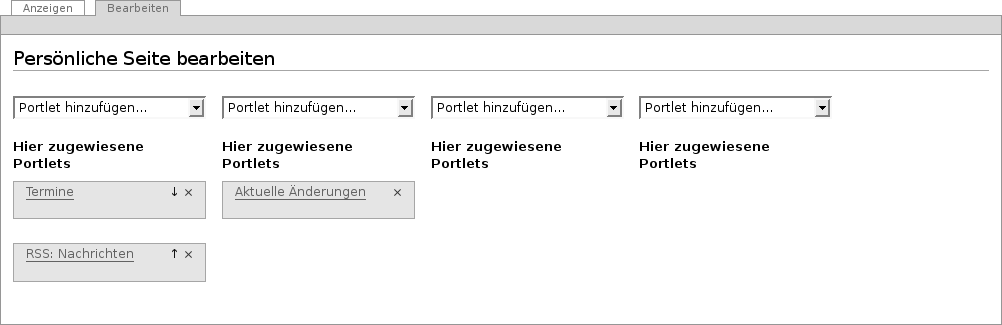 Anzeigen
Bearbeiten
Persönliche Seite bearbeiten
Portlet hinzufügen...
Portlet hinzufügen...
Portlet hinzufügen...
Portlet hinzufügen...
Hier zugewiesene
Portlets
Hier zugewiesene
Portlets
Hier zugewiesene
Portlets
Hier zugewiesene
Portlets
Termine ↓ ×
Aktuelle Änderungen ×
RSS: Nachrichten ↑ ×